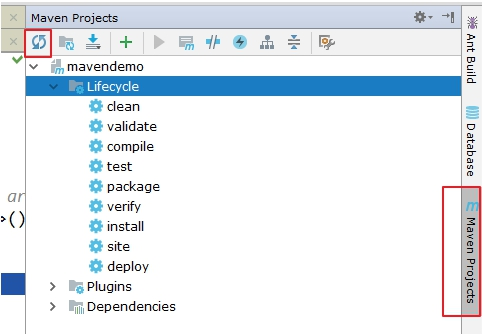 Maven Projects
mavendemo
Lifecycle
clean
validate
compile
test
package
verify
install
site
deploy
Plugins
Dependencies
ar
›()
Ant Build
Database
m Maven Projects